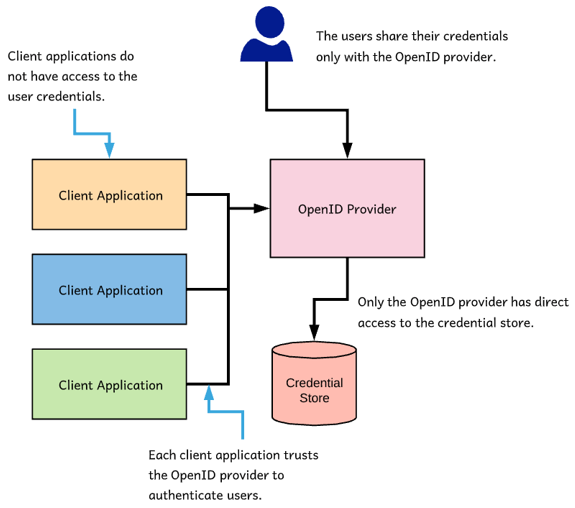 The users share their credentials
only with the OpenID provider.
Client applications do
not have access to the
user credentials.
Client Application
OpenID Provider
Client Application
Only the OpenID provider has direct
access to the credential store.
Client Application
Credential
Store
Each client application trusts
the OpenID provider to
authenticate users.